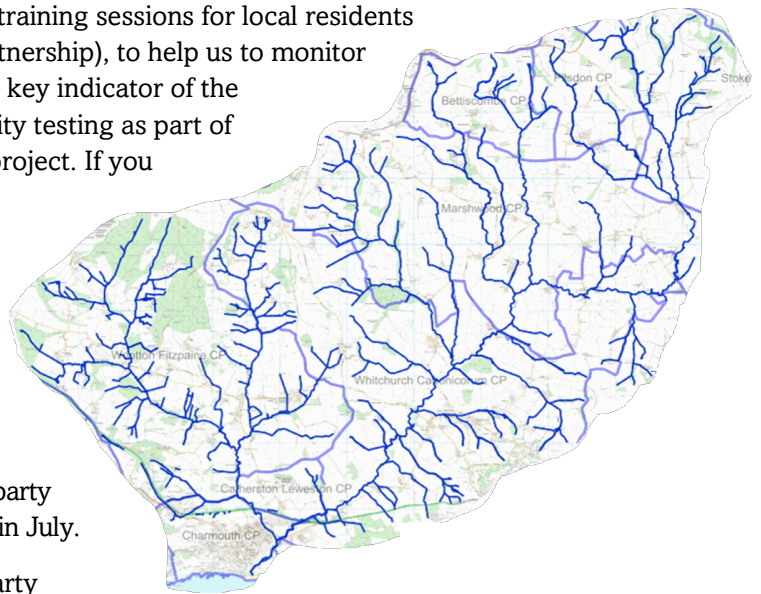 training sessions for local residents
tnership), to help us to monitor
key indicator of the
ity testing as part of
project. If you
party
in July.
arty
Pilsdon CP
Stoke
Bettiscombe CP
Marshwood CP
Wootton Fitzpaine CP
Whitchurch Canonicorum CP
Catherston Leweston CP
Charmouth CP